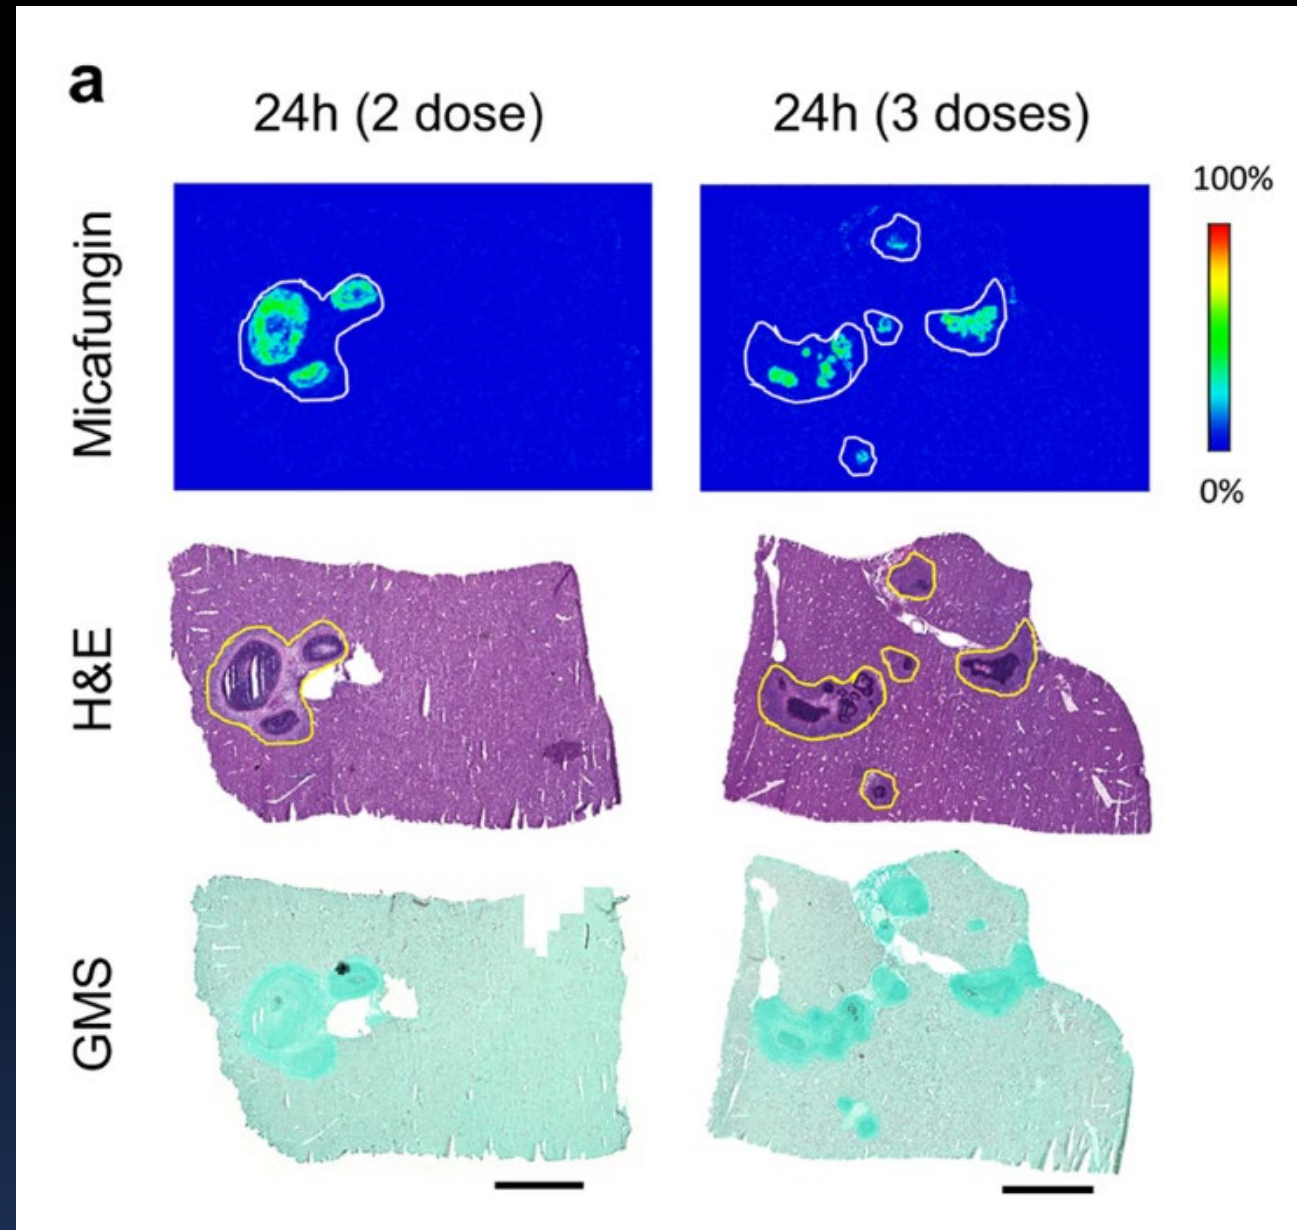 a
24h (2 dose)
24h (3 doses)
Micafungin
100%
0%
H&E
GMS